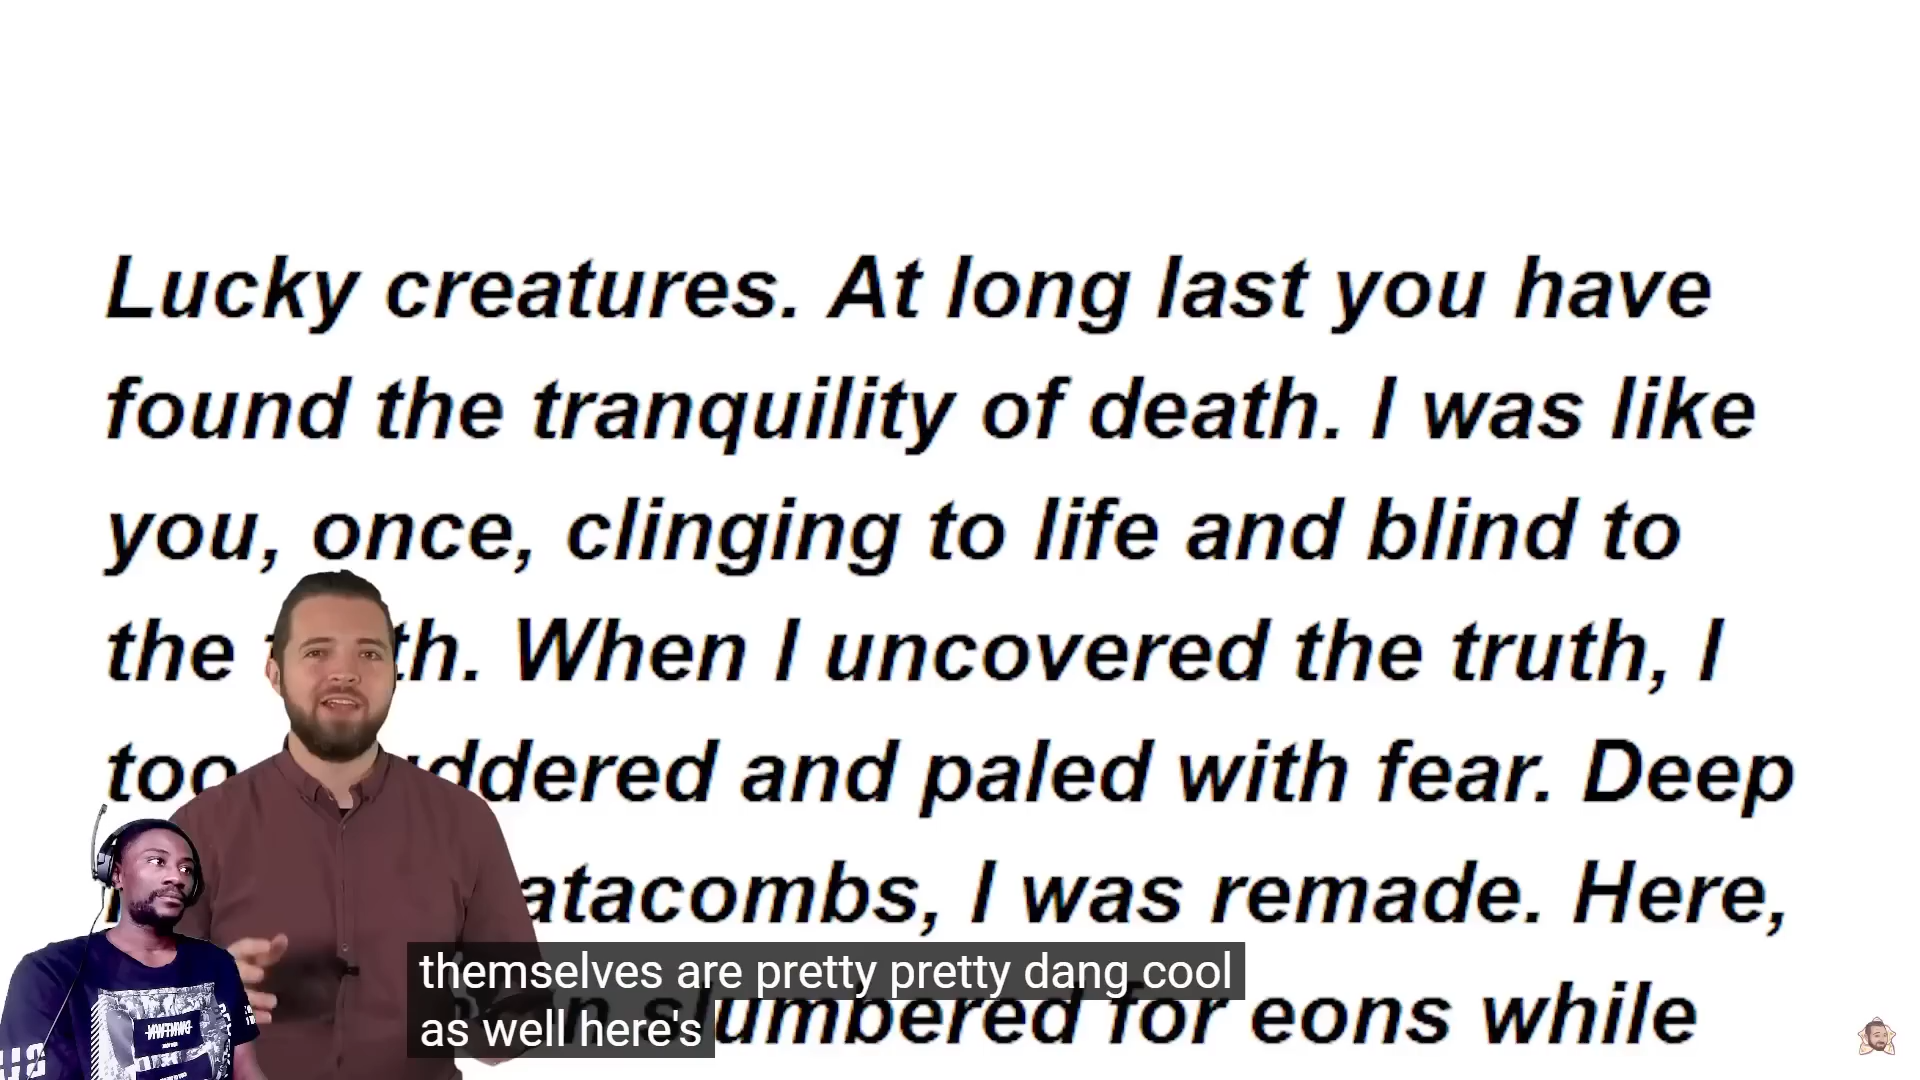 Lucky creatures. At long last you have
found the tranquility of death. I was like
you, once, clinging to life and blind to
the th. When I uncovered the truth, I
too ddered and paled with fear. Deep
atacombs, I was remade. Here,
themselves are pretty pretty dang cool
as well here's
slumbered for eons while